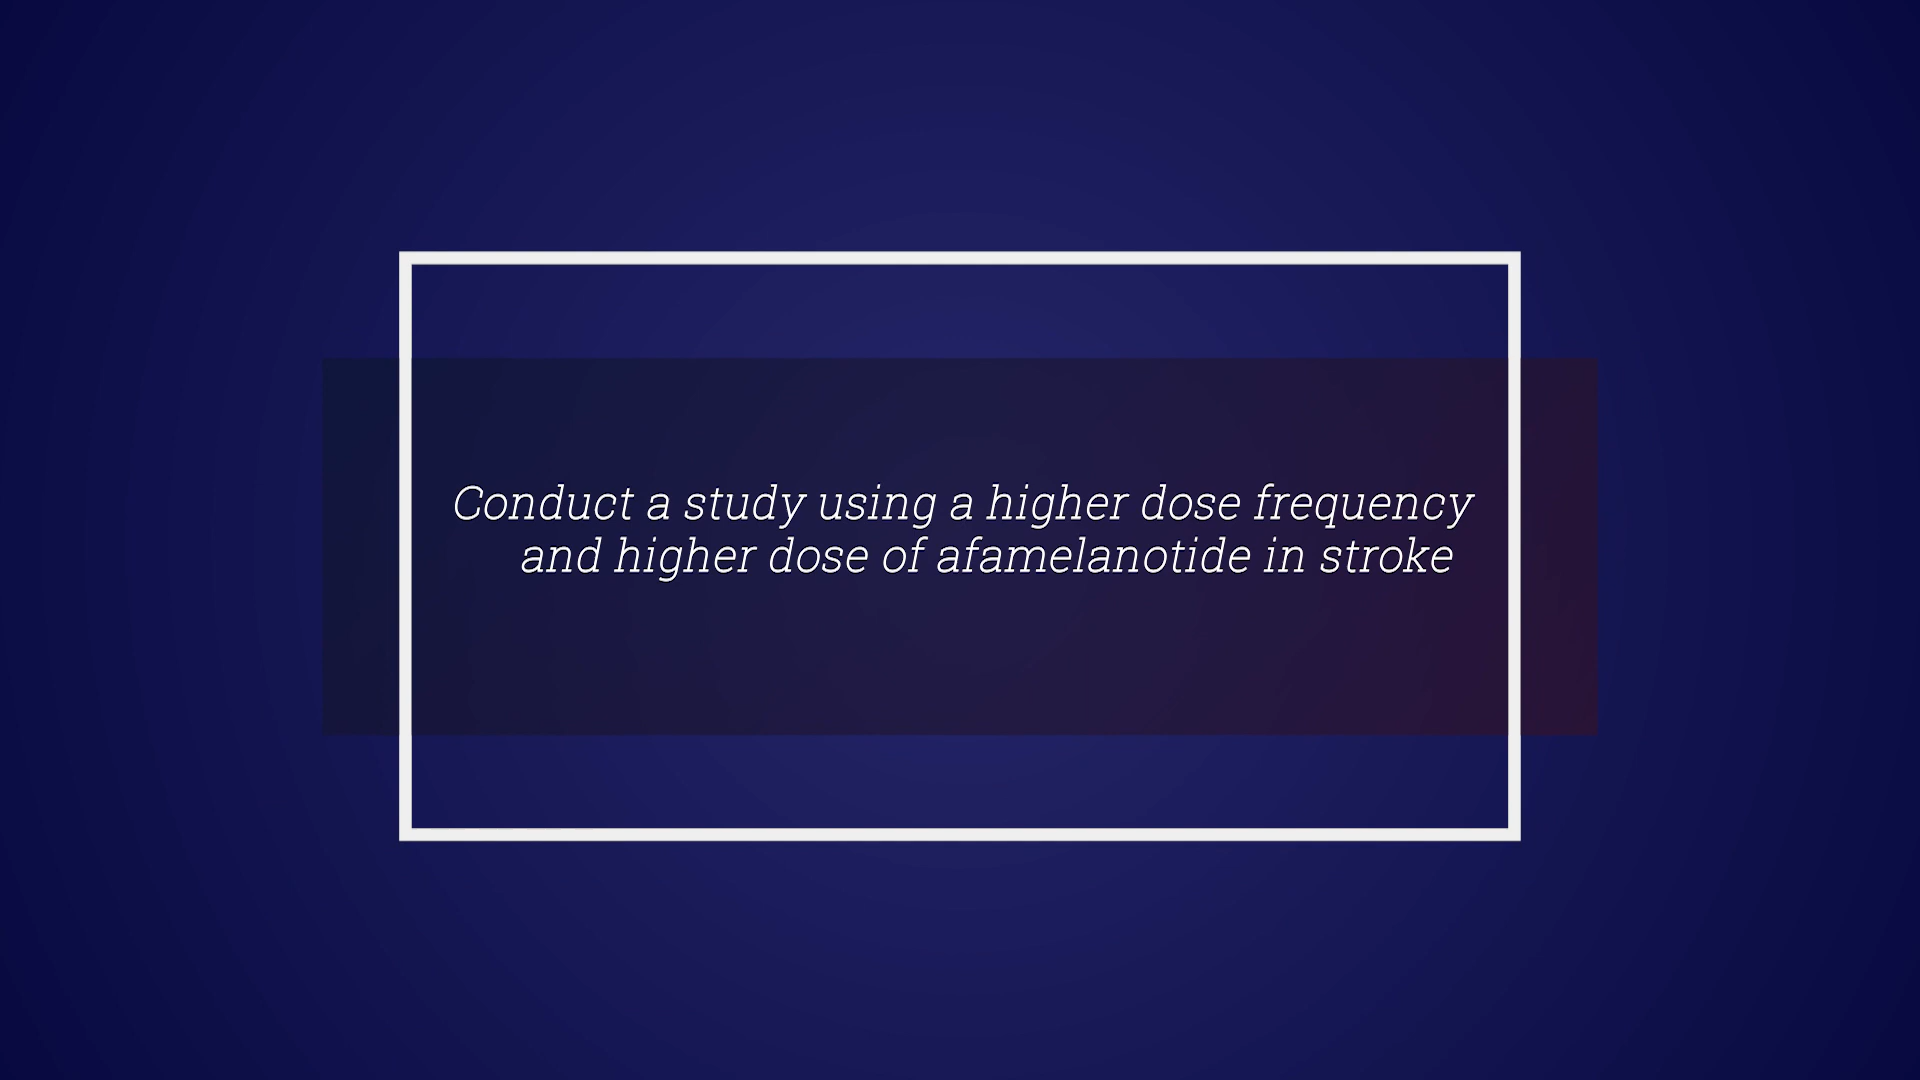 Conduct a study using a higher dose frequency
and higher dose of afamelanotide in stroke